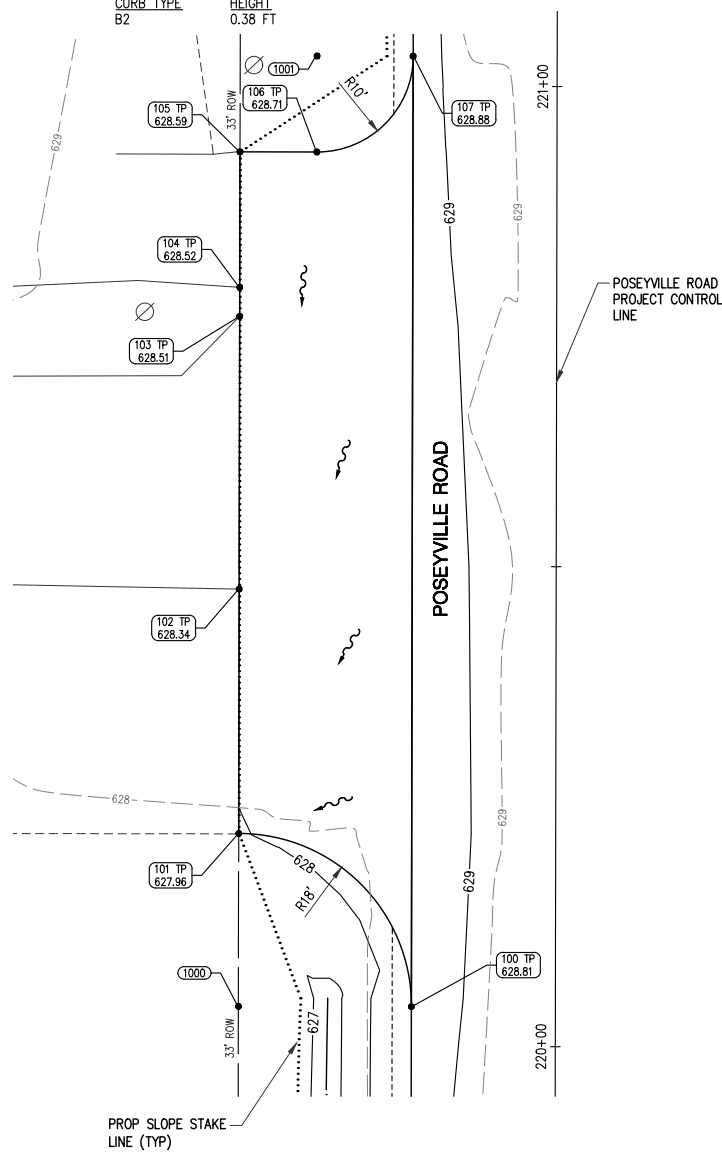 CURB TYPE
HEIGHT
B2
0.38 FT
1001
R10'
33' ROW
106 TP
628.71
105 TP
628.59
107 TP
628.88
221+00
629
629
629
104 TP
628.52
103 TP
628.51
POSEYVILLE ROAD
PROJECT CONTROL
LINE
POSEYVILLE ROAD
102 TP
628.34
628
629
101 TP
627.96
628
R18'
629
1000
100 TP
628.81
33' ROW
627
220+00
PROP SLOPE STAKE
LINE (TYP)